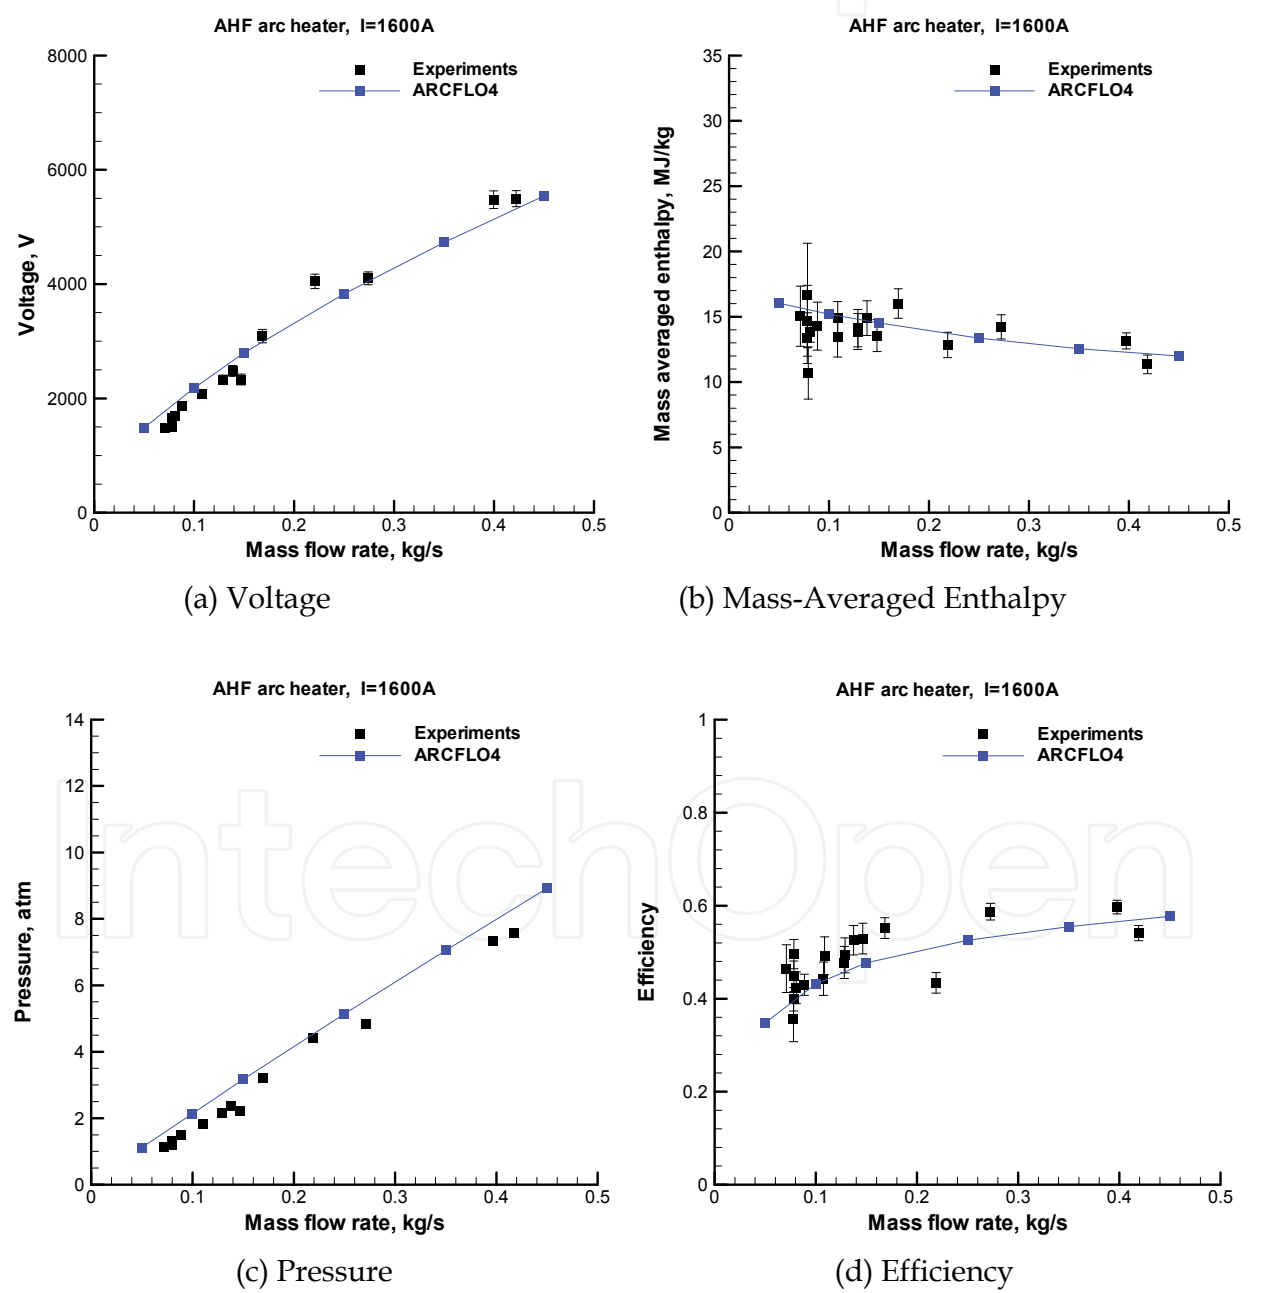 AHF arc heater, I=1600A
Experiments
ARCFLO4
8000
6000
4000
2000
0
Voltage, V
0 0.1 0.2 0.3 0.4 0.5
Mass flow rate, kg/s
(a) Voltage
AHF arc heater, I=1600A
Experiments
ARCFLO4
35
30
25
20
15
10
5
0
Mass averaged enthalpy, MJ/kg
0 0.1 0.2 0.3 0.4 0.5
Mass flow rate, kg/s
(b) Mass-Averaged Enthalpy
AHF arc heater, I=1600A
Experiments
ARCFLO4
14
12
10
8
6
4
2
0
Pressure, atm
0 0.1 0.2 0.3 0.4 0.5
Mass flow rate, kg/s
(c) Pressure
AHF arc heater, I=1600A
Experiments
ARCFLO4
1
0.8
0.6
0.4
0.2
0
Efficiency
0 0.1 0.2 0.3 0.4 0.5
Mass flow rate, kg/s
(d) Efficiency
IntechOpen